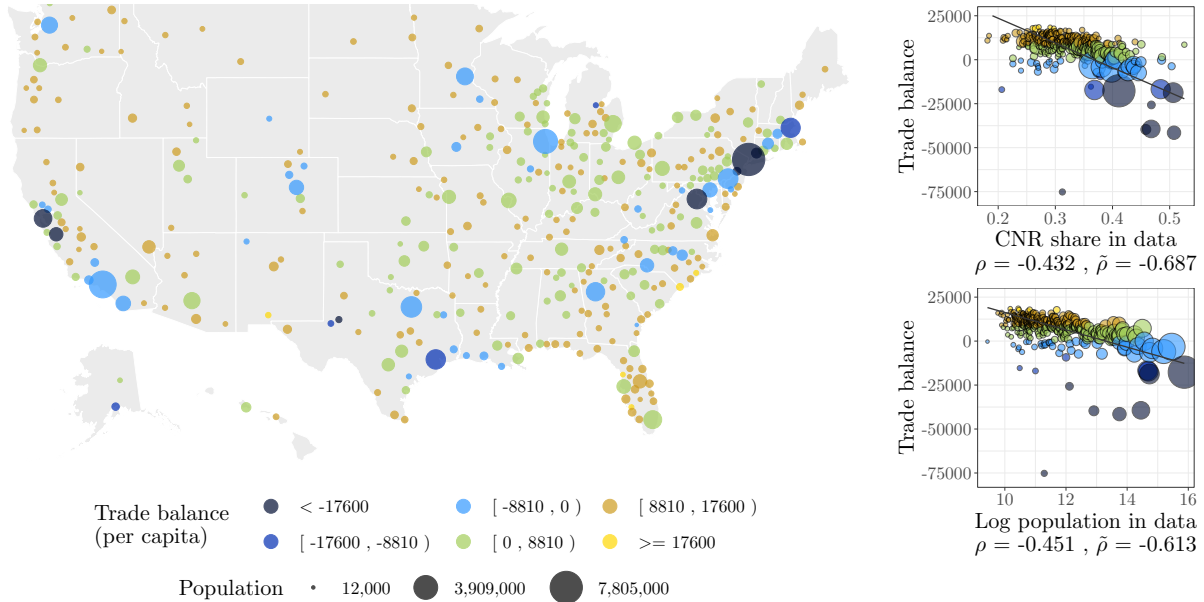 25000
0
-25000
-50000
-75000
Trade balance
0.2 0.3 0.4 0.5
CNR share in data
ρ = -0.432 , ρ̃ = -0.687
25000
0
-25000
-50000
-75000
Trade balance
10 12 14 16
Log population in data
ρ = -0.451 , ρ̃ = -0.613
Trade balance
(per capita)
< -17600
[ -8810 , 0 )
[ 8810 , 17600 )
[ -17600 , -8810 )
[ 0 , 8810 )
>= 17600
Population
12,000
3,909,000
7,805,000